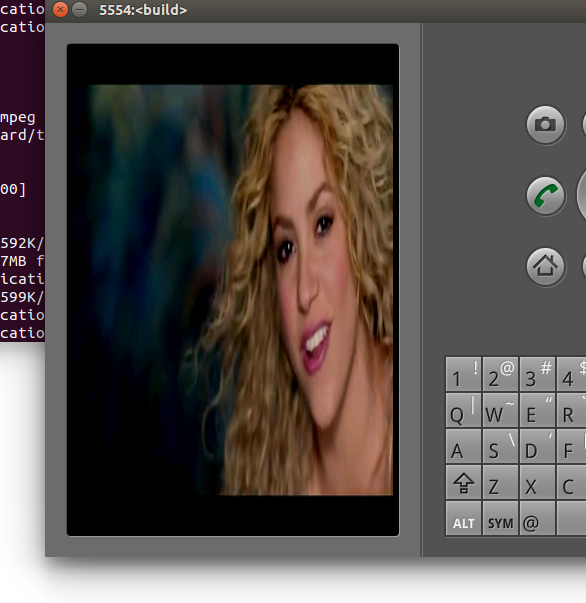 catio
catio
mpeg
ard/t
00]
592K/
7MB f
icati
599K/
catio
catio
5554:<build>
1 ! 2 @ 3 # 4 $
Q | W ~ E “ R `
A S \ D ‘ F
Z X C
ALT SYM @